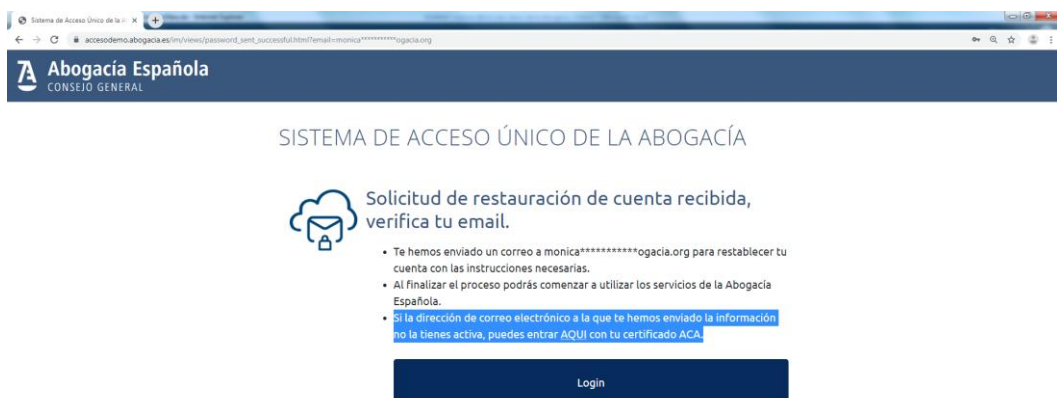 Sistema de Acceso Único de la
accesodemo.abogacia.es/im/views/password_sent_successful.html?email=monica**********ogacia.org
Abogacía Española
CONSEJO GENERAL
SISTEMA DE ACCESO ÚNICO DE LA ABOGACÍA
Solicitud de restauración de cuenta recibida,
verifica tu email.
• Te hemos enviado un correo a monica***********ogacia.org para restablecer tu
cuenta con las instrucciones necesarias.
• Al finalizar el proceso podrás comenzar a utilizar los servicios de la Abogacía
Española.
• Si la dirección de correo electrónico a la que te hemos enviado la información
no la tienes activa, puedes entrar AQUI con tu certificado ACA.
Login